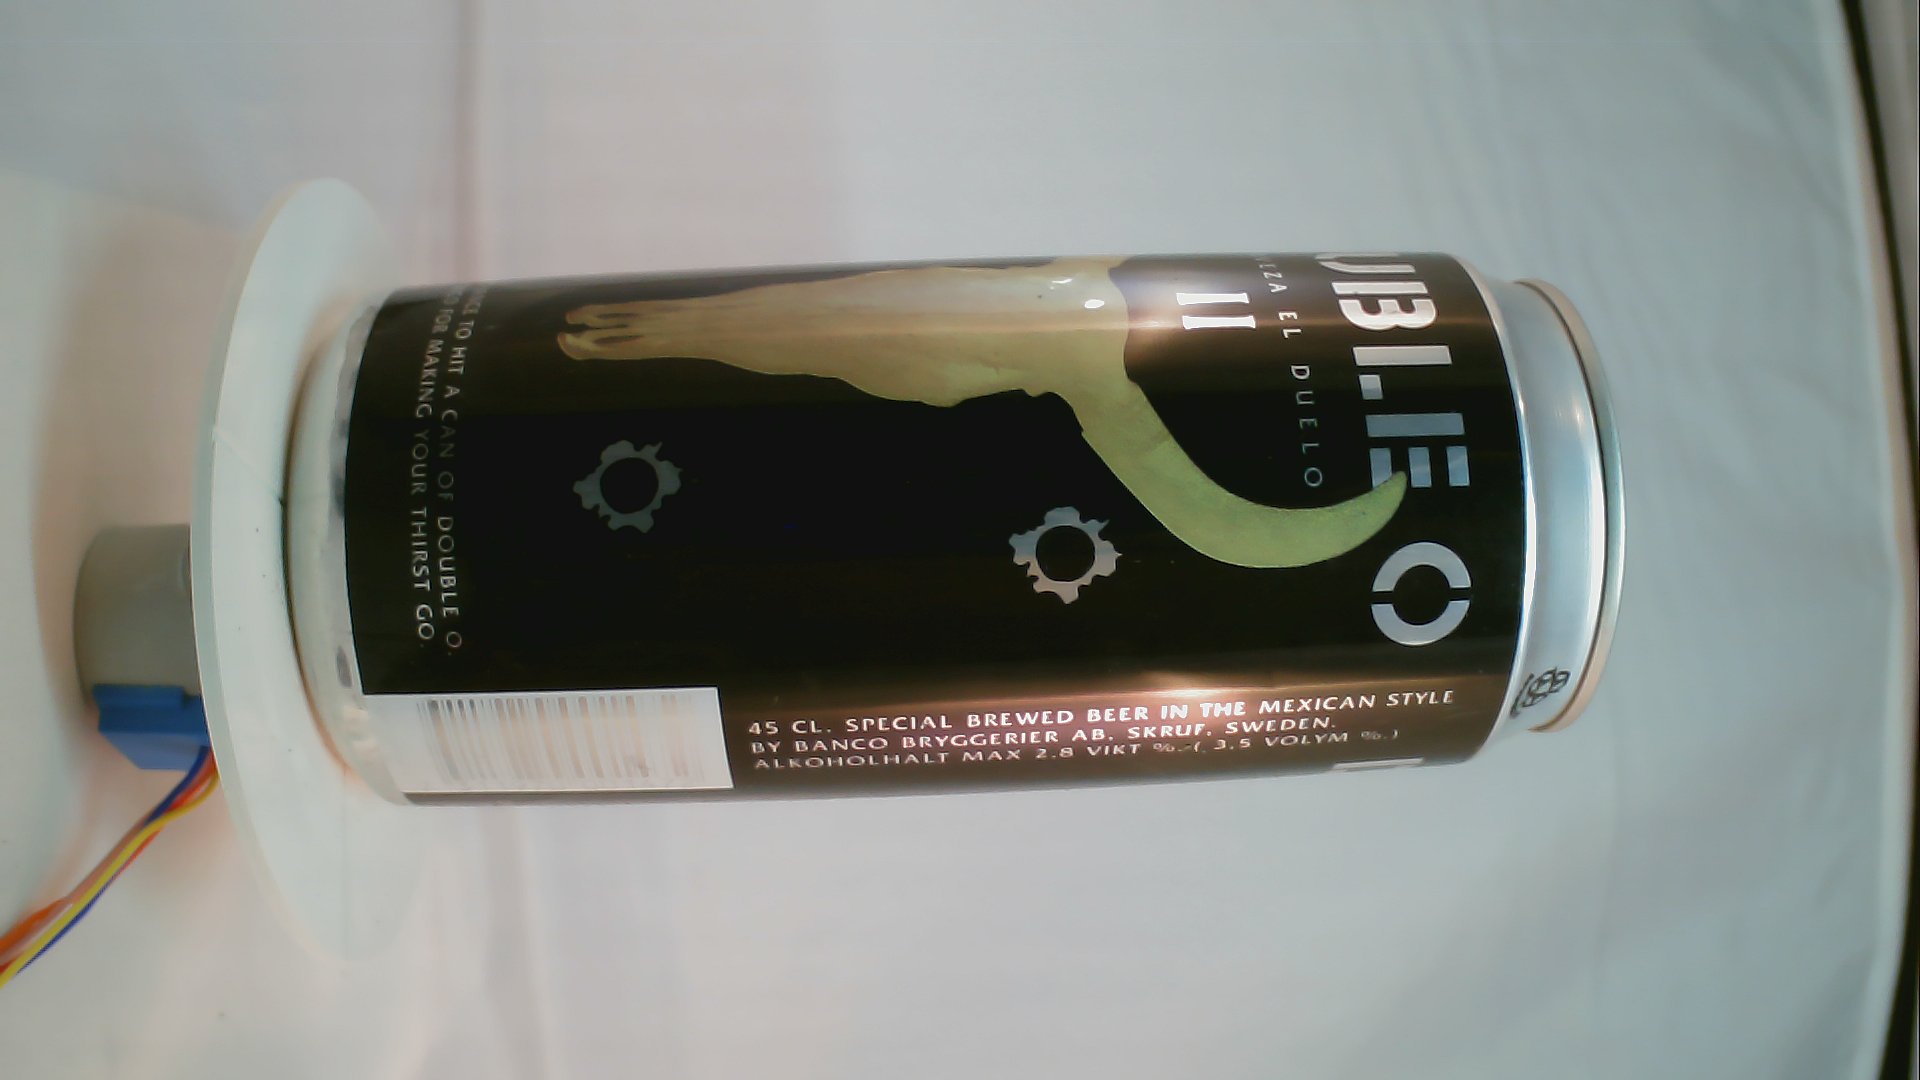 UBLE O
IZZA EL DUELO
II
TO HIT A CAN OF DOUBLE O.
FOR MAKING YOUR THIRST GO.
45 CL. SPECIAL BREWED BEER IN THE MEXICAN STYLE
BY BANCO BRYGGERIER AB, SKRUF, SWEDEN.
ALKOHOLHALT MAX 2.8 VIKT %.( 3.5 VOLYM %.)